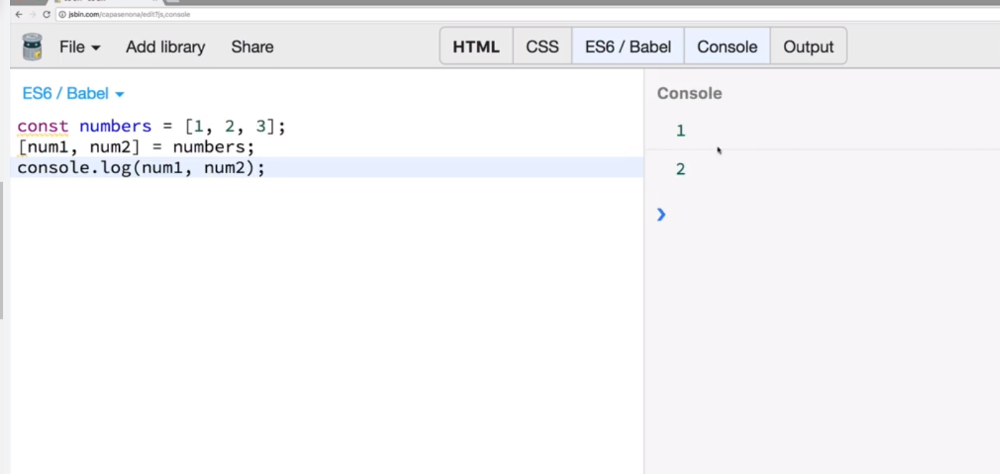 jsbin.com/capasenona/edit?js,console
File Add library Share HTML CSS ES6 / Babel Console Output
ES6 / Babel
const numbers = [1, 2, 3];
[num1, num2] = numbers;
console.log(num1, num2);
Console
1
2